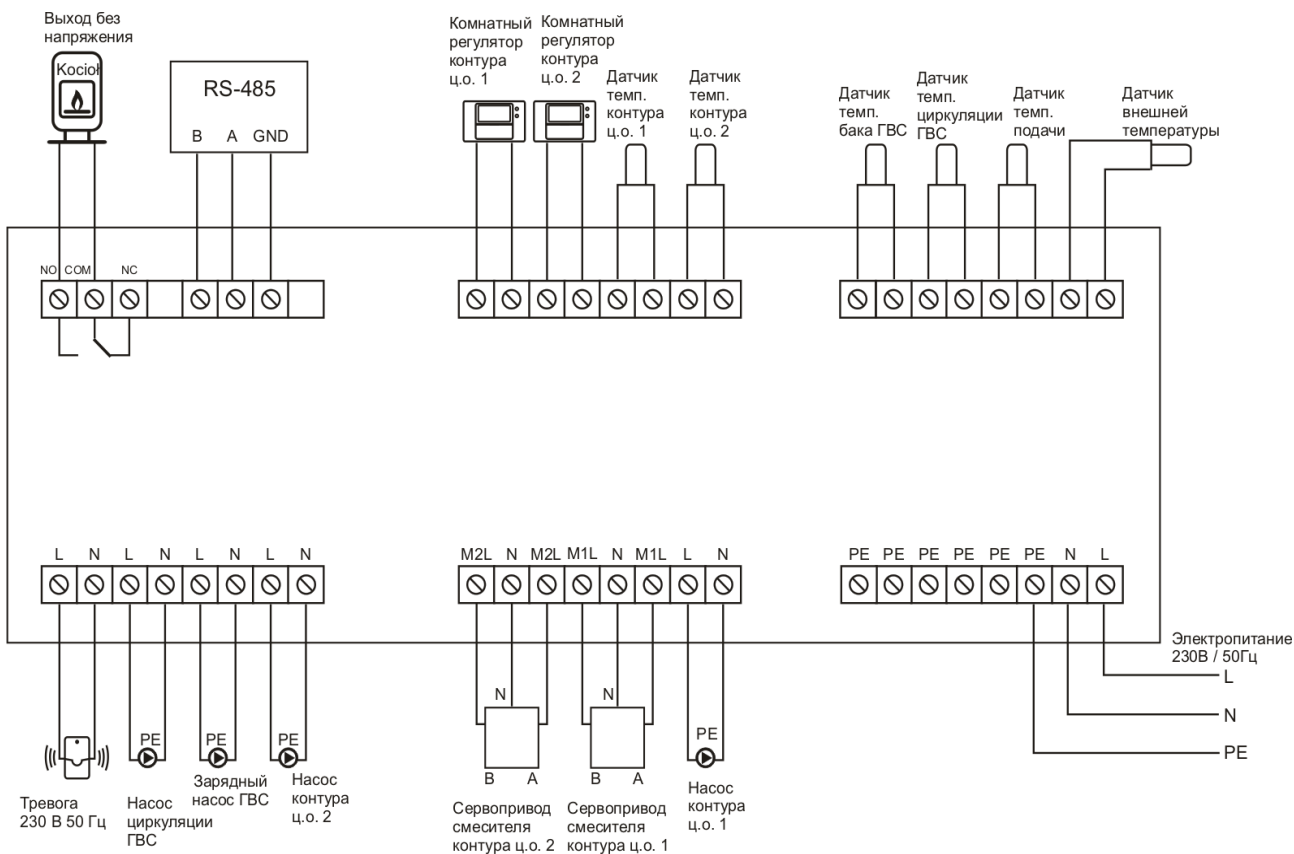 Выход без
напряжения
Kocioł
RS-485
B A GND
Комнатный
регулятор
контура
ц.о. 1
Комнатный
регулятор
контура
ц.о. 2
Датчик
темп.
контура
ц.о. 1
Датчик
темп.
контура
ц.о. 2
Датчик
темп.
бака ГВС
Датчик
темп.
циркуляции
ГВС
Датчик
темп.
подачи
Датчик
внешней
температуры
NO COM NC
L N L N L N L N
M2L N M2L M1L N M1L L N
PE PE PE PE PE PE N L
Электропитание
230В / 50Гц
L
N
PE
PE
PE
PE
N
B A
N
B A
PE
Тревога
230 В 50 Гц
Насос
циркуляции
ГВС
Зарядный
насос ГВС
Насос
контура
ц.о. 2
Сервопривод
смесителя
контура ц.о. 2
Сервопривод
смесителя
контура ц.о. 1
Насос
контура
ц.о. 1